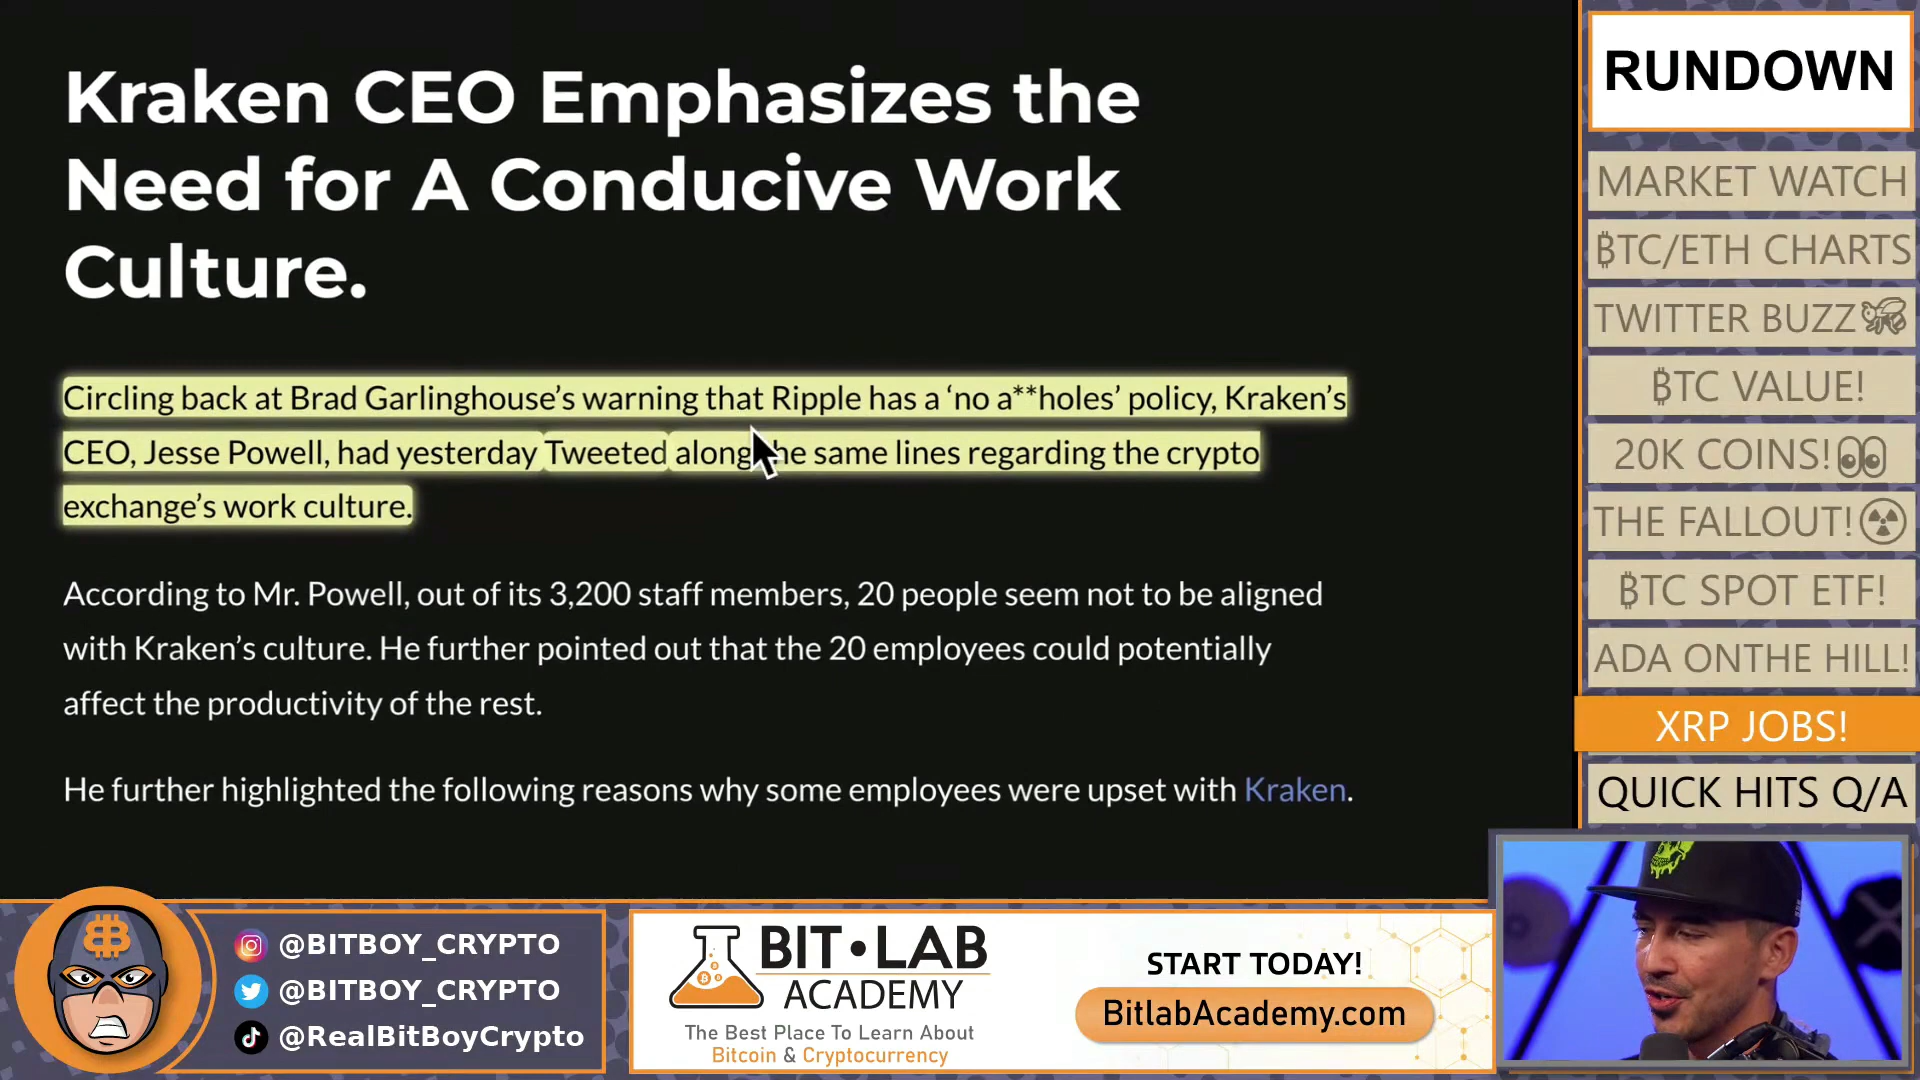 Kraken CEO Emphasizes the
Need for A Conducive Work
Culture.
Circling back at Brad Garlinghouse’s warning that Ripple has a ‘no a**holes’ policy, Kraken’s
CEO, Jesse Powell, had yesterday Tweeted along the same lines regarding the crypto
exchange’s work culture.
According to Mr. Powell, out of its 3,200 staff members, 20 people seem not to be aligned
with Kraken’s culture. He further pointed out that the 20 employees could potentially
affect the productivity of the rest.
He further highlighted the following reasons why some employees were upset with Kraken.
RUNDOWN
MARKET WATCH
₿TC/ETH CHARTS
TWITTER BUZZ
₿TC VALUE!
20K COINS!👀
THE FALLOUT!☢
₿TC SPOT ETF!
ADA ONTHE HILL!
XRP JOBS!
QUICK HITS Q/A
@BITBOY_CRYPTO
@BITBOY_CRYPTO
@RealBitBoyCrypto
BIT•LAB
ACADEMY
The Best Place To Learn About
Bitcoin & Cryptocurrency
START TODAY!
BitlabAcademy.com